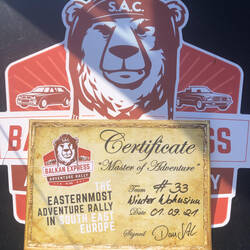 S.A.C.
BALKAN EXPRESS
ADVENTURE RALLY
THE
EASTERNMOST
ADVENTURE RALLY
IN SOUTH EAST
EUROPE
Certificate
"Master of Adventure"
Team #33
Winter
Date 01.09.21
Signed